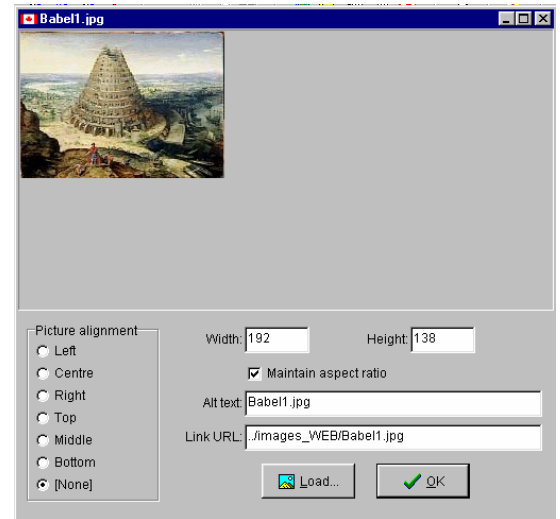 Babel1.jpg
Picture alignment
Left
Centre
Right
Top
Middle
Bottom
[None]
Width: 192 Height: 138
Maintain aspect ratio
Alt text: Babel1.jpg
Link URL: ../images_WEB/Babel1.jpg
Load... OK